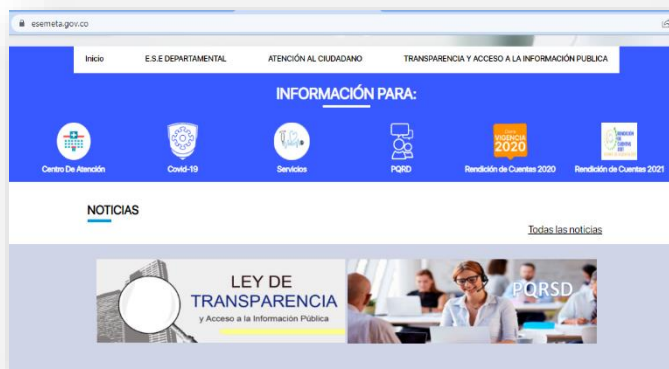 esemeta.gov.co
Inicio E.S.E DEPARTAMENTAL ATENCIÓN AL CIUDADANO TRANSPARENCIA Y ACCESO A LA INFORMACIÓN PUBLICA
INFORMACIÓN PARA:
VIGENCIA
2020
Centro De Atención Covid-19 Servicios PQRD Rendición de Cuentas 2020 Rendición de Cuentas 2021
NOTICIAS
Todas las noticias
LEY DE
TRANSPARENCIA
y Acceso a la Información Pública
PQRSD